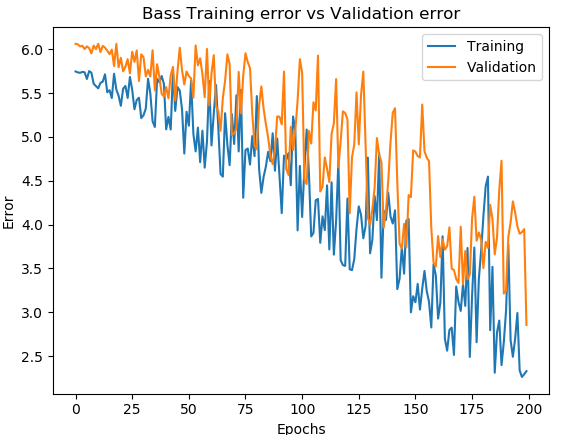 Bass Training error vs Validation error
Training
Validation
Error
6.0
5.5
5.0
4.5
4.0
3.5
3.0
2.5
0 25 50 75 100 125 150 175 200
Epochs